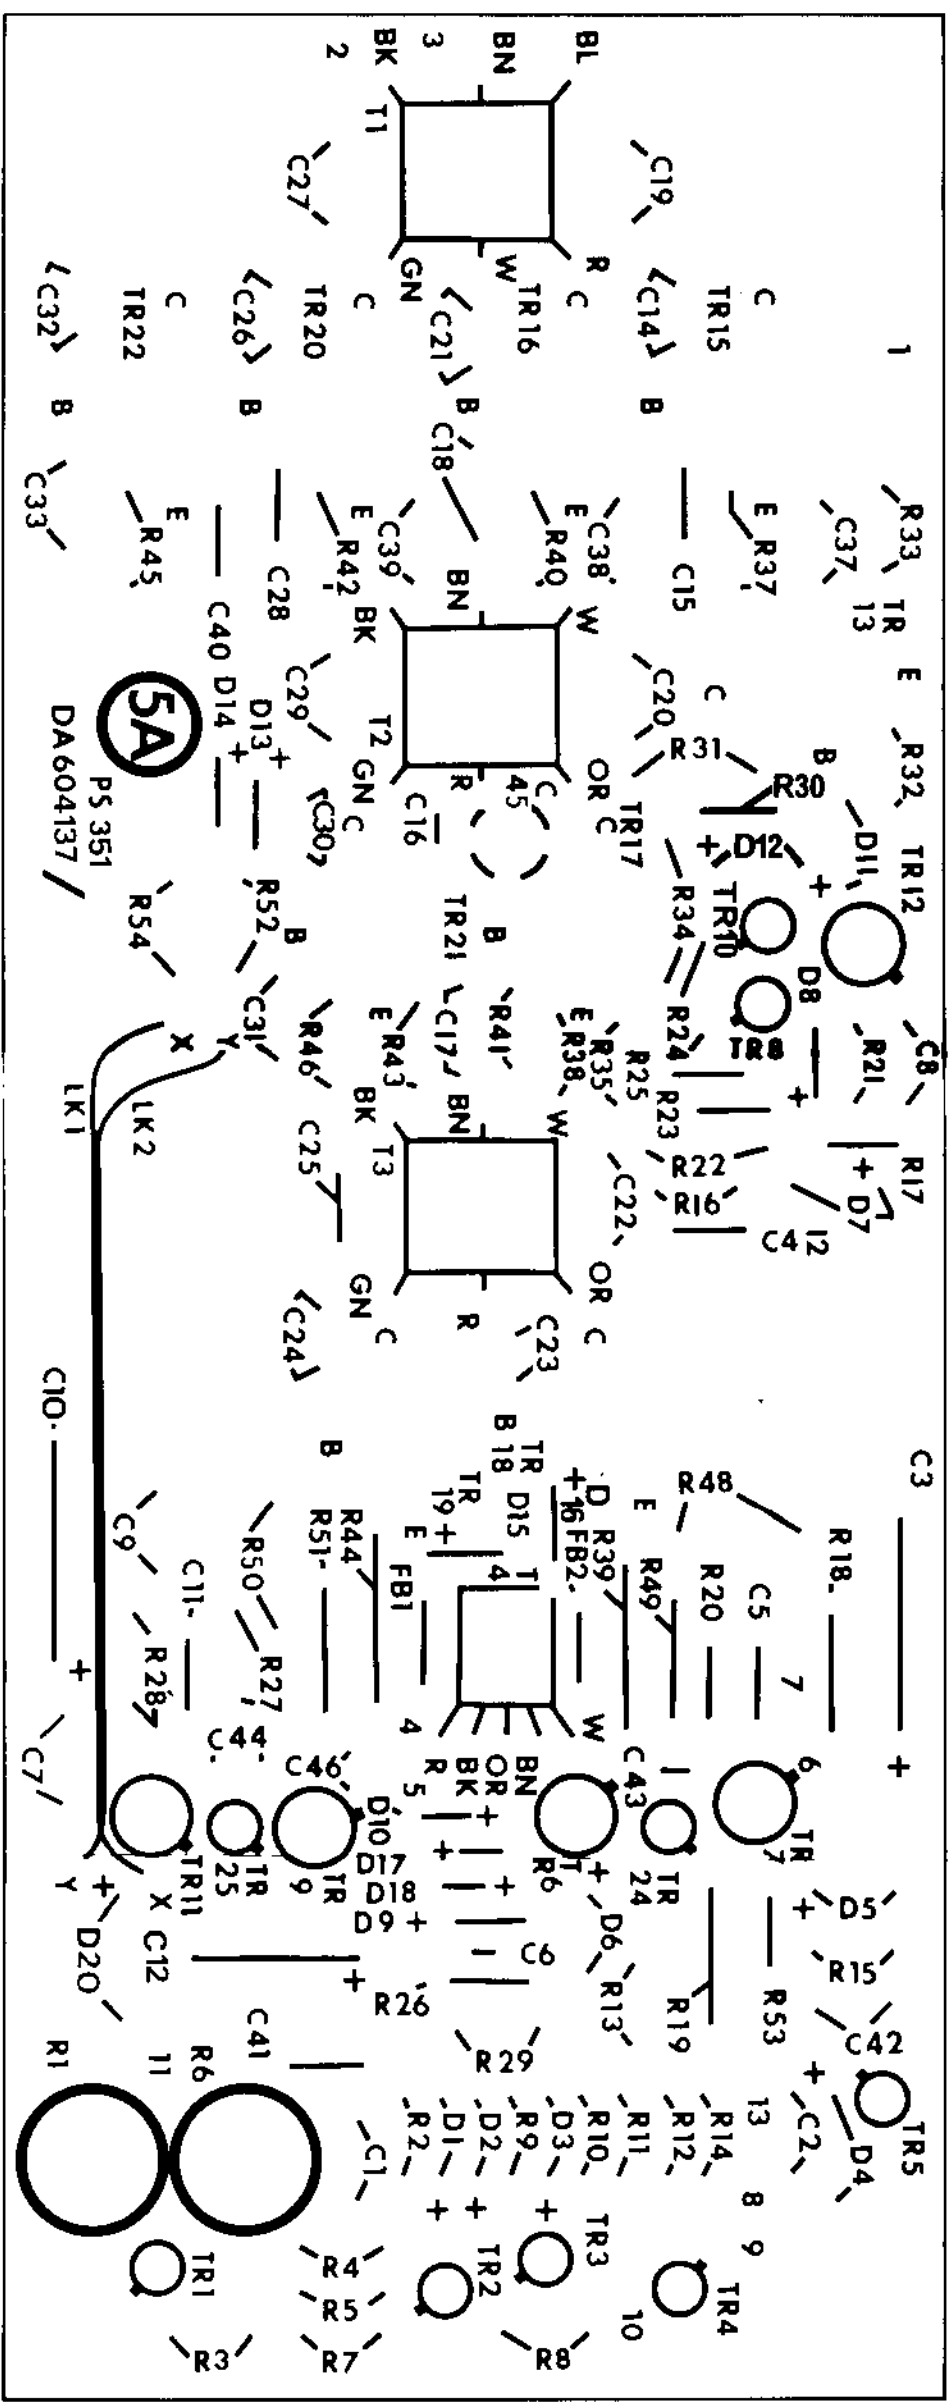 2
BK
3
BN
BL
T1
C27
C19
GN
W
R
C32
TR22
C
C26
TR20
C
C21
TR16
C
C14
TR15
C
1
B
B
B
B
C18
C33
E
R45
E
R42
C39
E
R40
C38
E
R37
C37
R33
C40
C28
BK
BN
W
C15
TR
13
E
D14
D13
C29
T2
C20
C
R31
B
R32
5A
DA604137
PS 351
+
+
GN
C
C30
C16
R
45
C
OR
C
TR17
R30
+ D12
D11
TR12
+
R54
R52
B
TR21
B
R34
TR10
D8
X
Y
C31
R46
E
R43
C17
R41
E
R38
R35
R25
R24
TR8
R21
C8
+
LK1
LK2
C25
BK
T3
BN
W
R23
C22
R22
R16
R17
+
D7
C4
12
GN
C
C24
R
C23
OR
C
C10
B
B
TR
18
TR
19
+
E
D15
+
D
16
E
R48
C3
C9
C11
R50
R51
R44
FB1
T
4
FB2
R39
R49
R20
C5
R18
R28
R27
7
+
C7
C44
C46
4
5
R
BK
OR
BN
W
C43
6
+
TR11
TR
25
TR
9
D10
+
D17
+
D18
+
D9 +
R6
T
+
TR
24
TR
7
Y
+
X
D20
C12
C6
D6
+ D5
R15
+
R26
R13
R19
R53
C42
R1
11
R6
C41
R29
+
TR5
C1
R2
D1
D2
R9
D3
R10
R11
R12
R14
13
C2
D4
+
+
+
8
9
TR1
R4
R5
TR2
TR3
TR4
10
R3
R7
R8